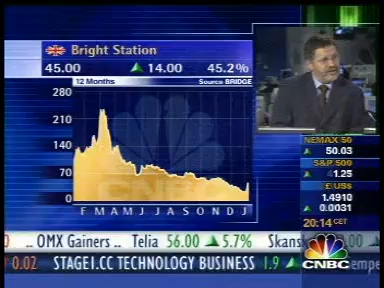 Bright Station
45.00 14.00 45.2%
12 Months Source BRIDGE
280
210
140
70
0
F M A M J J A S O N D J
CNBC
NEMAX 50
50.03
S&P 500
41.25
£/US$
1.4910
0.0031
20:14 CET
.. OMX Gainers .. Telia 56.00 5.7% Skansk
0.02 STAGE1.CC TECHNOLOGY BUSINESS 1.9
CNBC